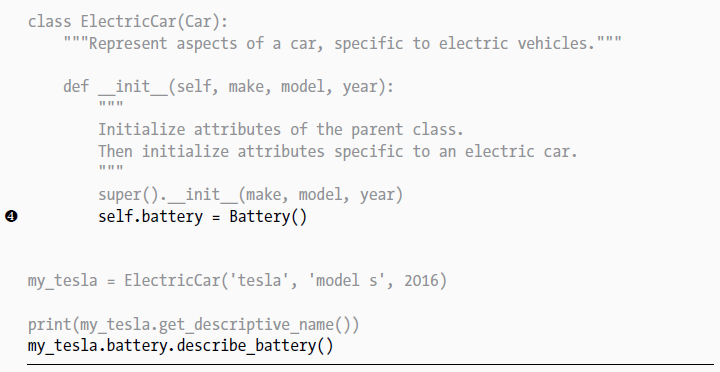 class ElectricCar(Car):
    """Represent aspects of a car, specific to electric vehicles."""
    def __init__(self, make, model, year):
        """
        Initialize attributes of the parent class.
        Then initialize attributes specific to an electric car.
        """
        super().__init__(make, model, year)
❹        self.battery = Battery()
my_tesla = ElectricCar('tesla', 'model s', 2016)
print(my_tesla.get_descriptive_name())
my_tesla.battery.describe_battery()